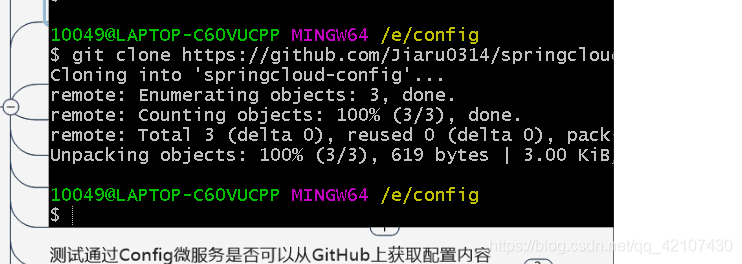 10049@LAPTOP-C6OVUCPP MINGW64 /e/config
$ git clone https://github.com/Jiaru0314/springcloud
Cloning into 'springcloud-config'...
remote: Enumerating objects: 3, done.
remote: Counting objects: 100% (3/3), done.
remote: Total 3 (delta 0), reused 0 (delta 0), pack
Unpacking objects: 100% (3/3), 619 bytes | 3.00 KiB,
10049@LAPTOP-C6OVUCPP MINGW64 /e/config
$
测试通过Config微服务是否可以从GitHub上获取配置内容
https://blog.csdn.net/qq_42107430